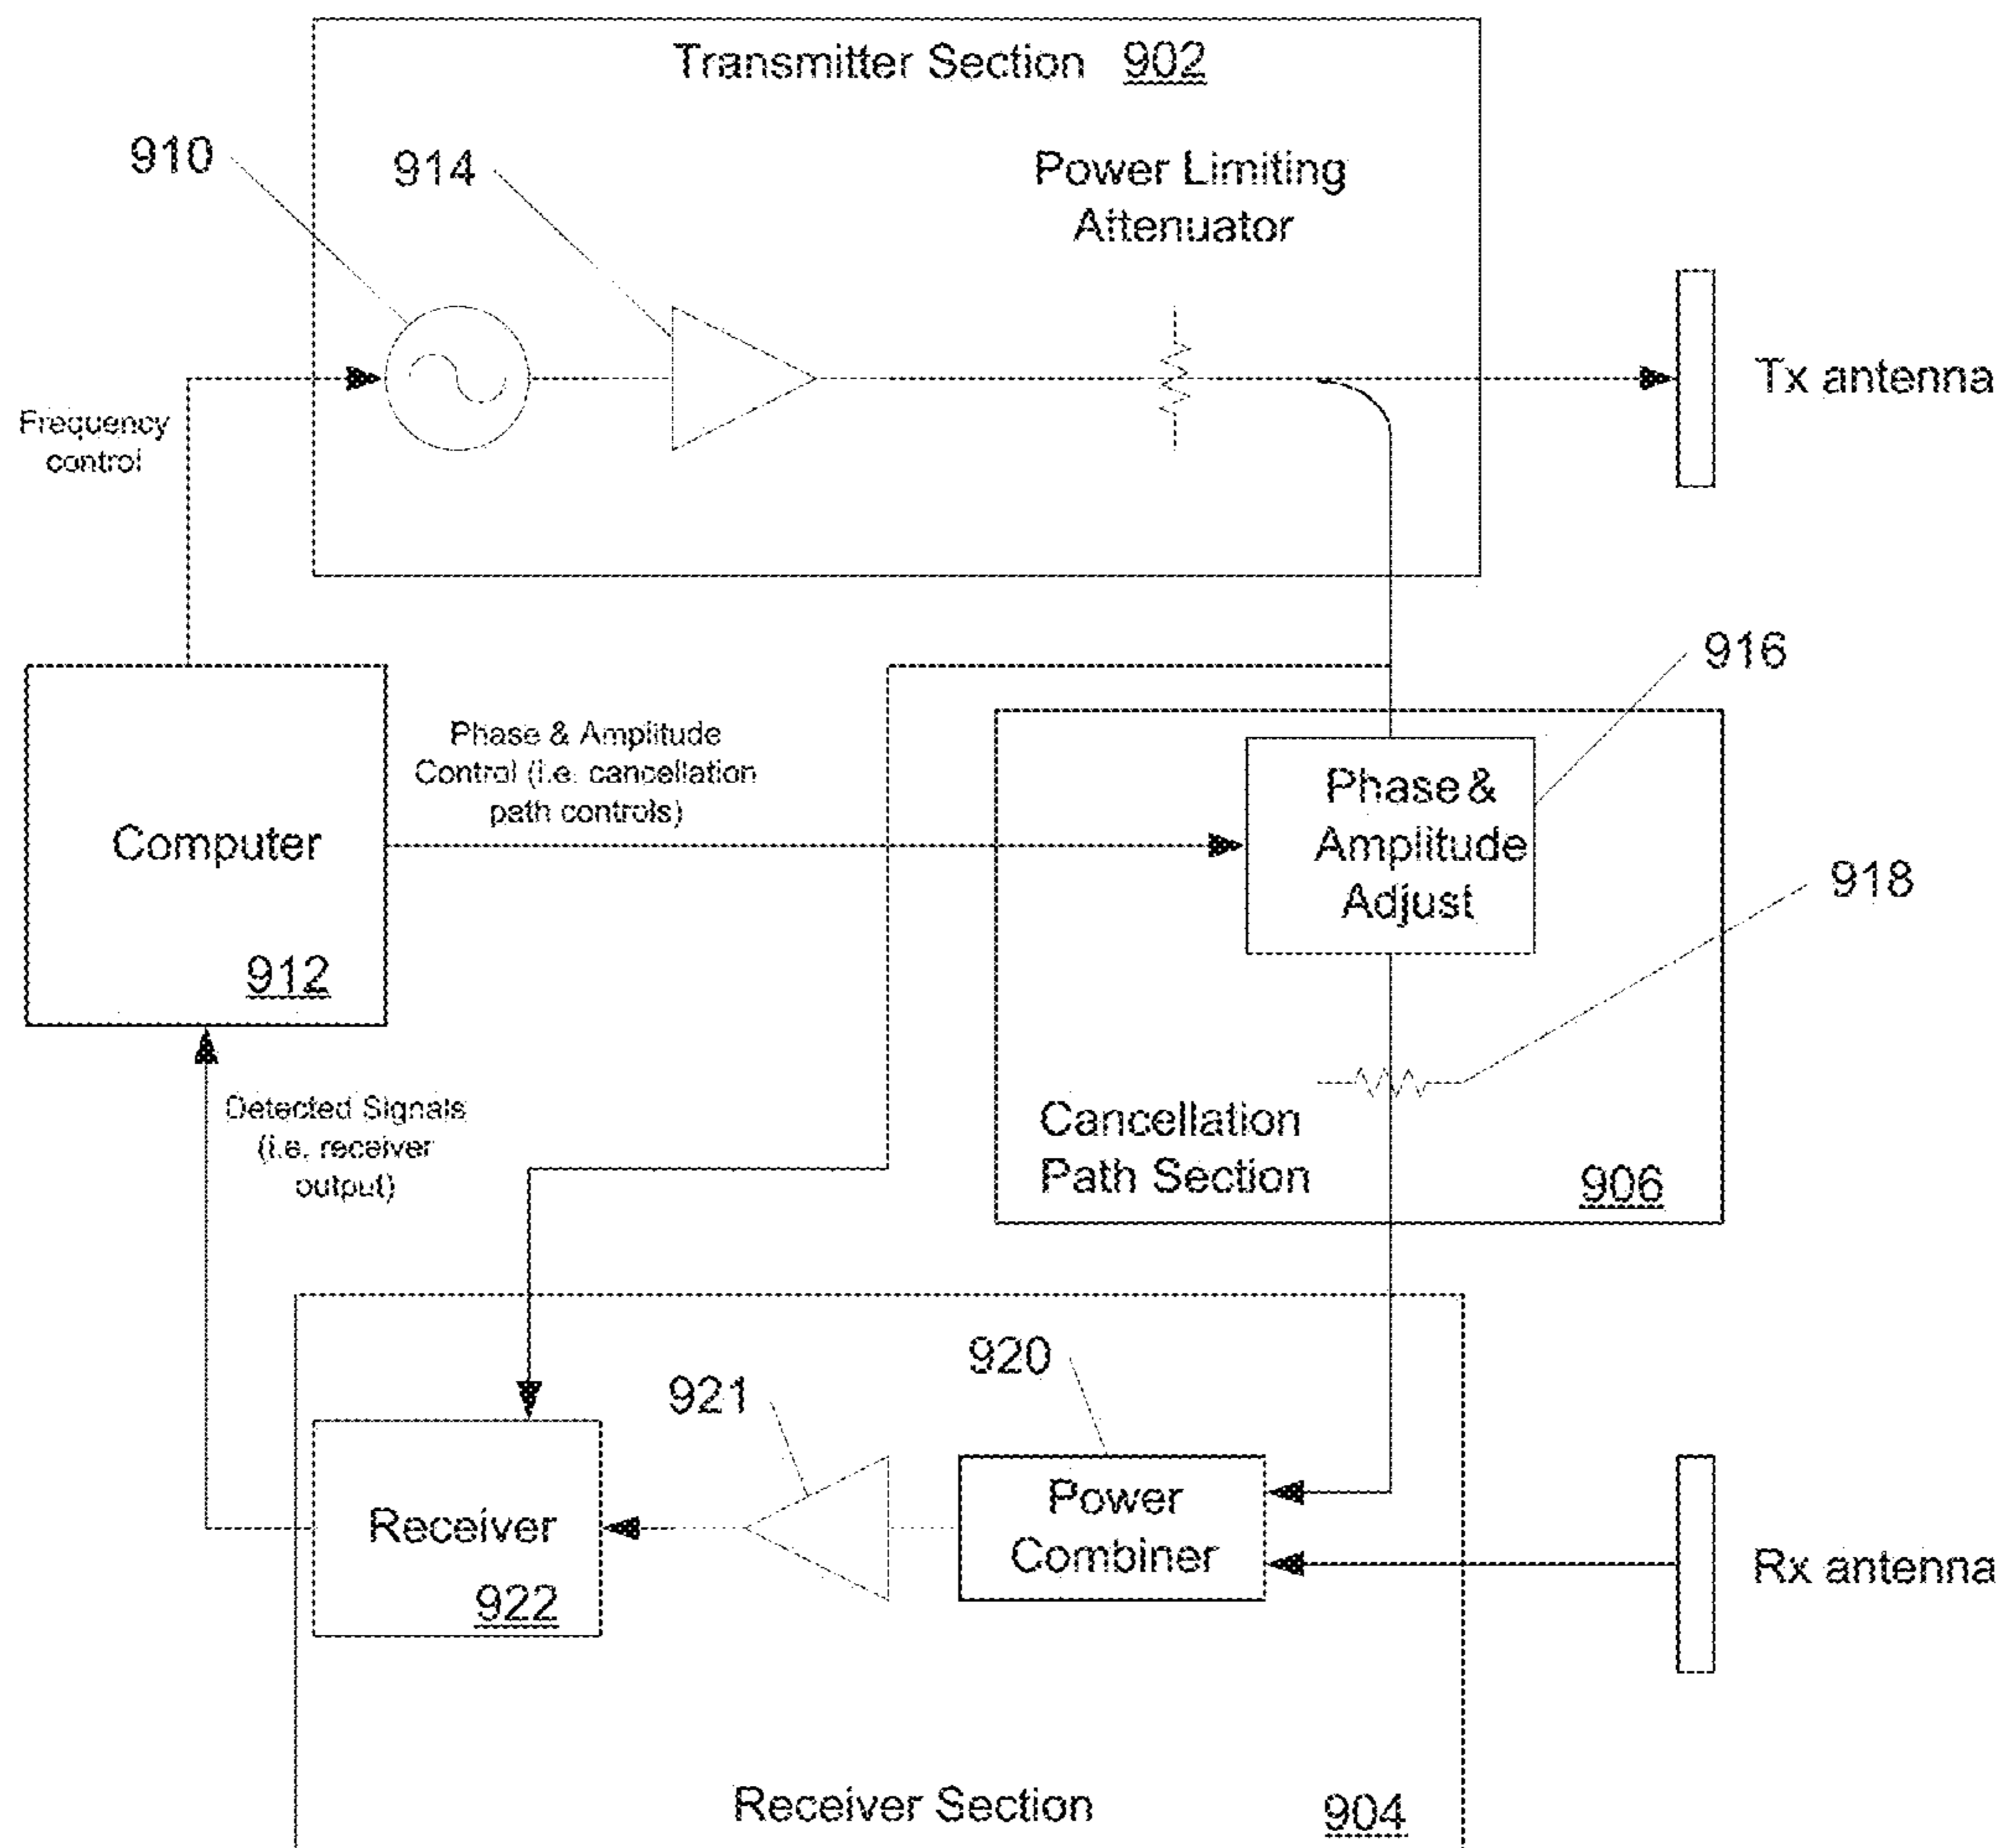 Transmitter Section 902
910
914
Power Limiting
Attenuator
Tx antenna
Frequency
control
916
Phase & Amplitude
Control (i.e. cancellation
path controls)
Phase &
Amplitude
Adjust
Computer
912
918
Detected Signals
(i.e. receiver
output)
Cancellation
Path Section
906
920
921
Power
Combiner
Receiver
922
Rx antenna
Receiver Section 904